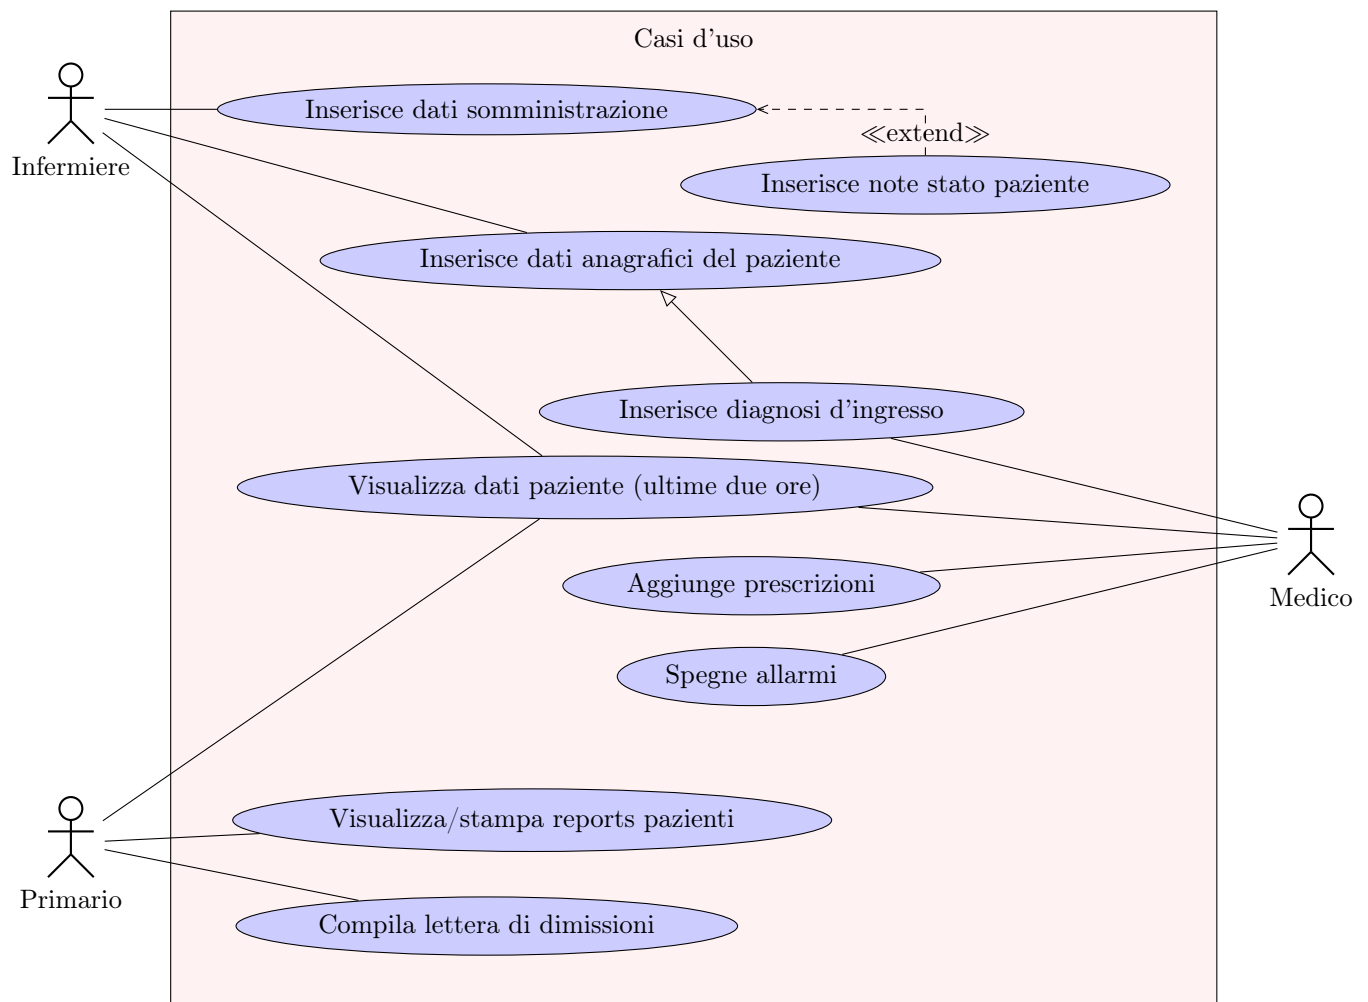 Casi d'uso
Inserisce dati somministrazione
≪extend≫
Infermiere
Inserisce note stato paziente
Inserisce dati anagrafici del paziente
Inserisce diagnosi d'ingresso
Visualizza dati paziente (ultime due ore)
Aggiunge prescrizioni
Medico
Spegne allarmi
Visualizza/stampa reports pazienti
Primario
Compila lettera di dimissioni